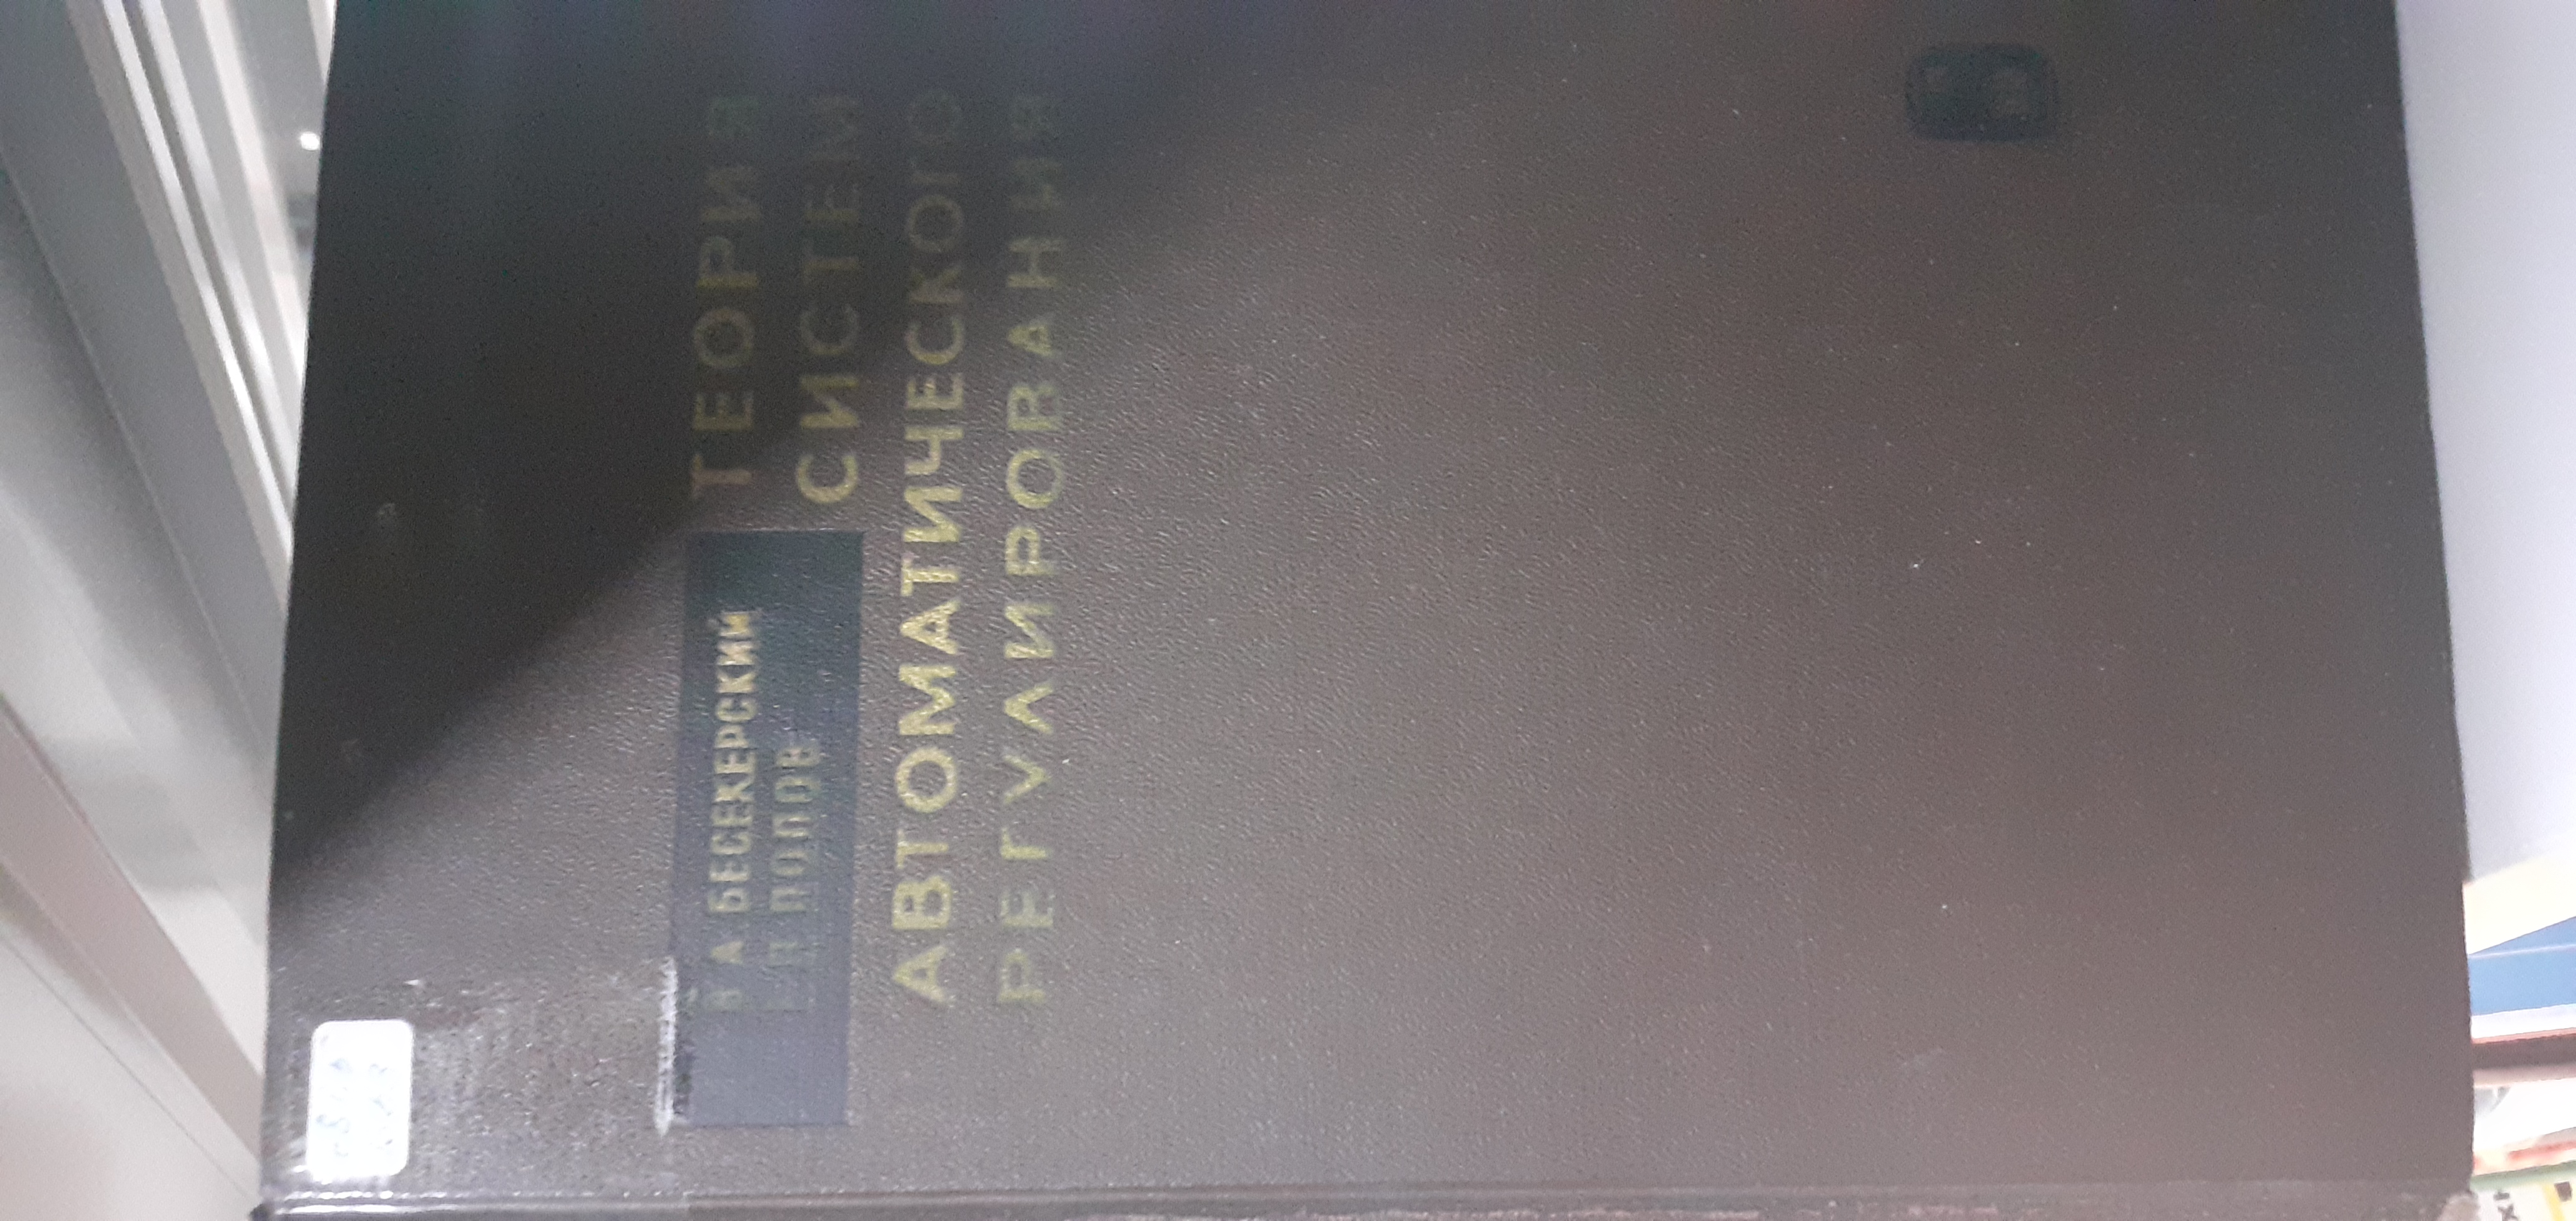 ТЕОРИЯ
СИСТЕМ
АВТОМАТИЧЕСКОГО
РЕГУЛИРОВАНИЯ
В А БЕСЕКЕРСКИЙ
Е П ПОПОВ